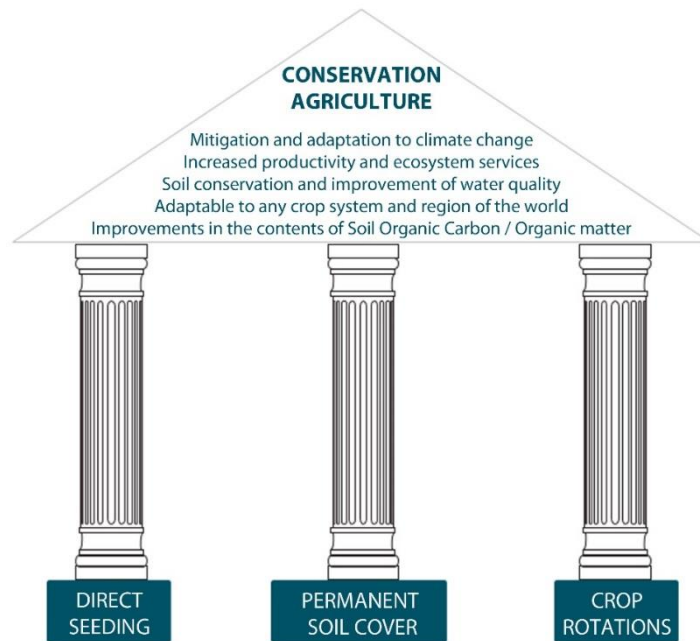 CONSERVATION
AGRICULTURE
Mitigation and adaptation to climate change
Increased productivity and ecosystem services
Soil conservation and improvement of water quality
Adaptable to any crop system and region of the world
Improvements in the contents of Soil Organic Carbon / Organic matter
DIRECT
SEEDING
PERMANENT
SOIL COVER
CROP
ROTATIONS